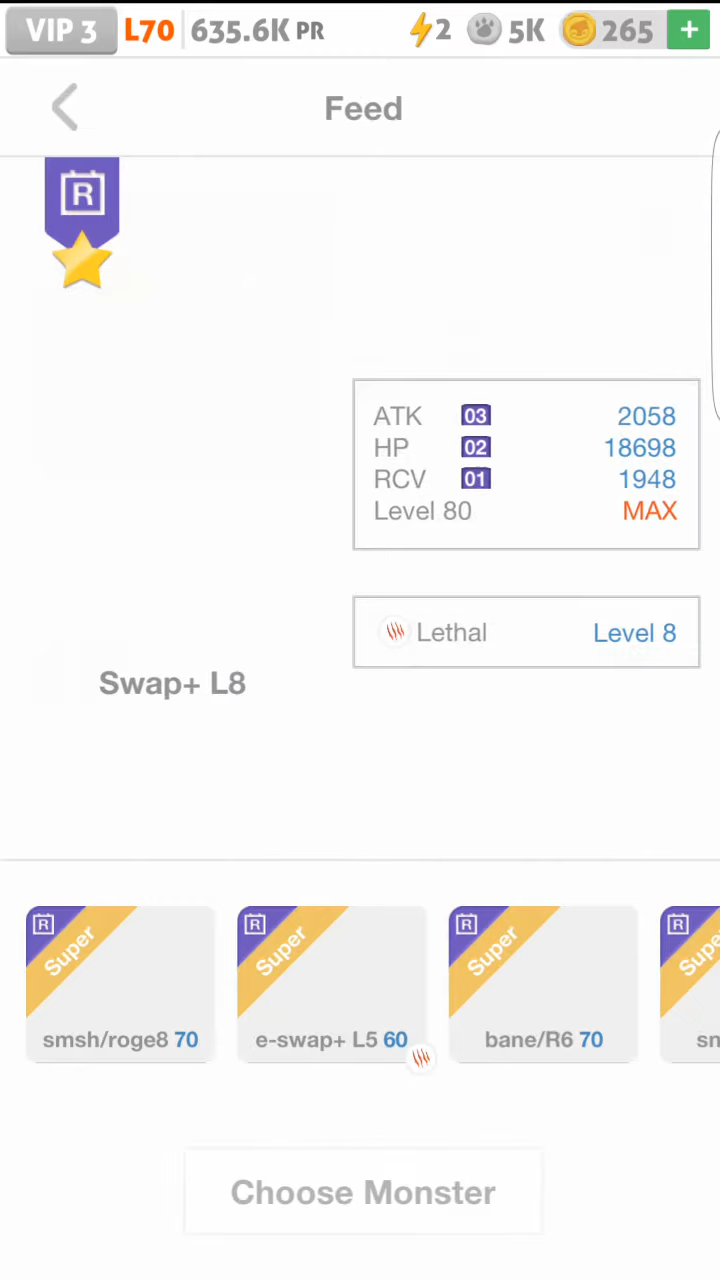 VIP 3 L70 635.6K PR 2 5K 265 +
Feed
R
ATK 03 2058
HP 02 18698
RCV 01 1948
Level 80 MAX
Lethal Level 8
Swap+ L8
R Super R Super R Super R Supe
smsh/roge8 70 e-swap+ L5 60 bane/R6 70 sn
Choose Monster